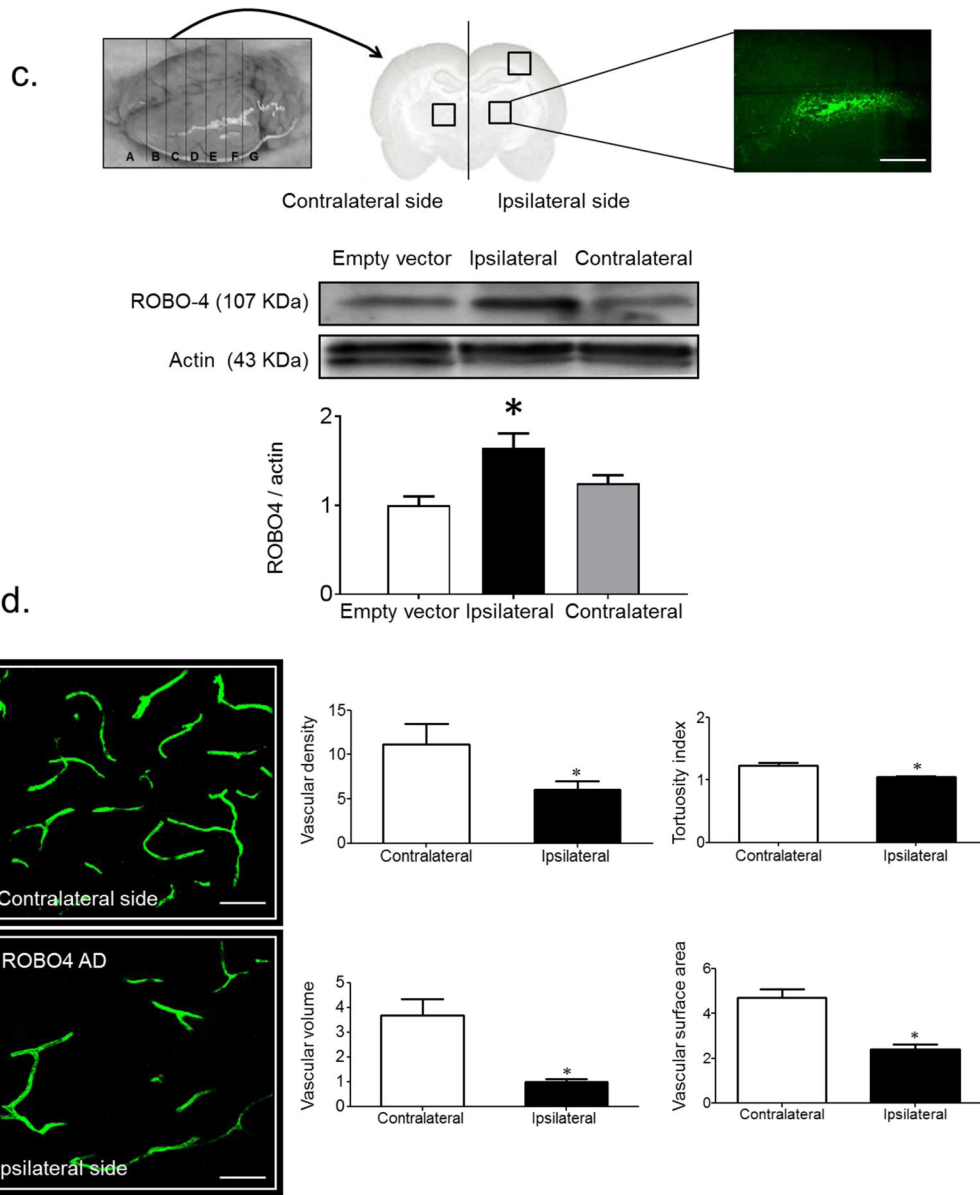 c.
A B C D E F G
Contralateral side Ipsilateral side
Empty vector Ipsilateral Contralateral
ROBO-4 (107 KDa)
Actin (43 KDa)
*
2
1
0
ROBO4 / actin
Empty vector Ipsilateral Contralateral
d.
Contralateral side
15
10
5
0
Vascular density
*
Contralateral Ipsilateral
2
1
0
Tortuosity index
*
Contralateral Ipsilateral
ROBO4 AD
psilateral side
5
4
3
2
1
0
Vascular volume
*
Contralateral Ipsilateral
6
4
2
0
Vascular surface area
*
Contralateral Ipsilateral